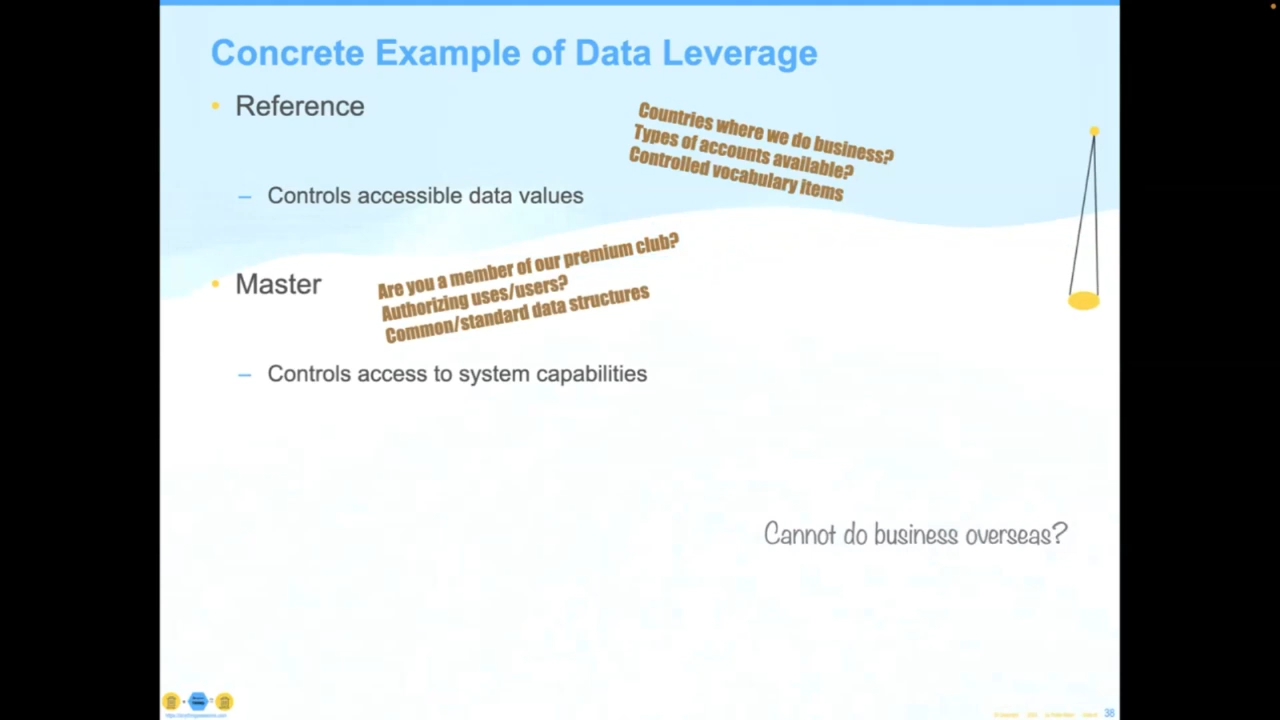 Concrete Example of Data Leverage
• Reference
Countries where we do business?
Types of accounts available?
Controlled vocabulary items
– Controls accessible data values
• Master
Are you a member of our premium club?
Authorizing uses/users?
Common/standard data structures
– Controls access to system capabilities
Cannot do business overseas?
38